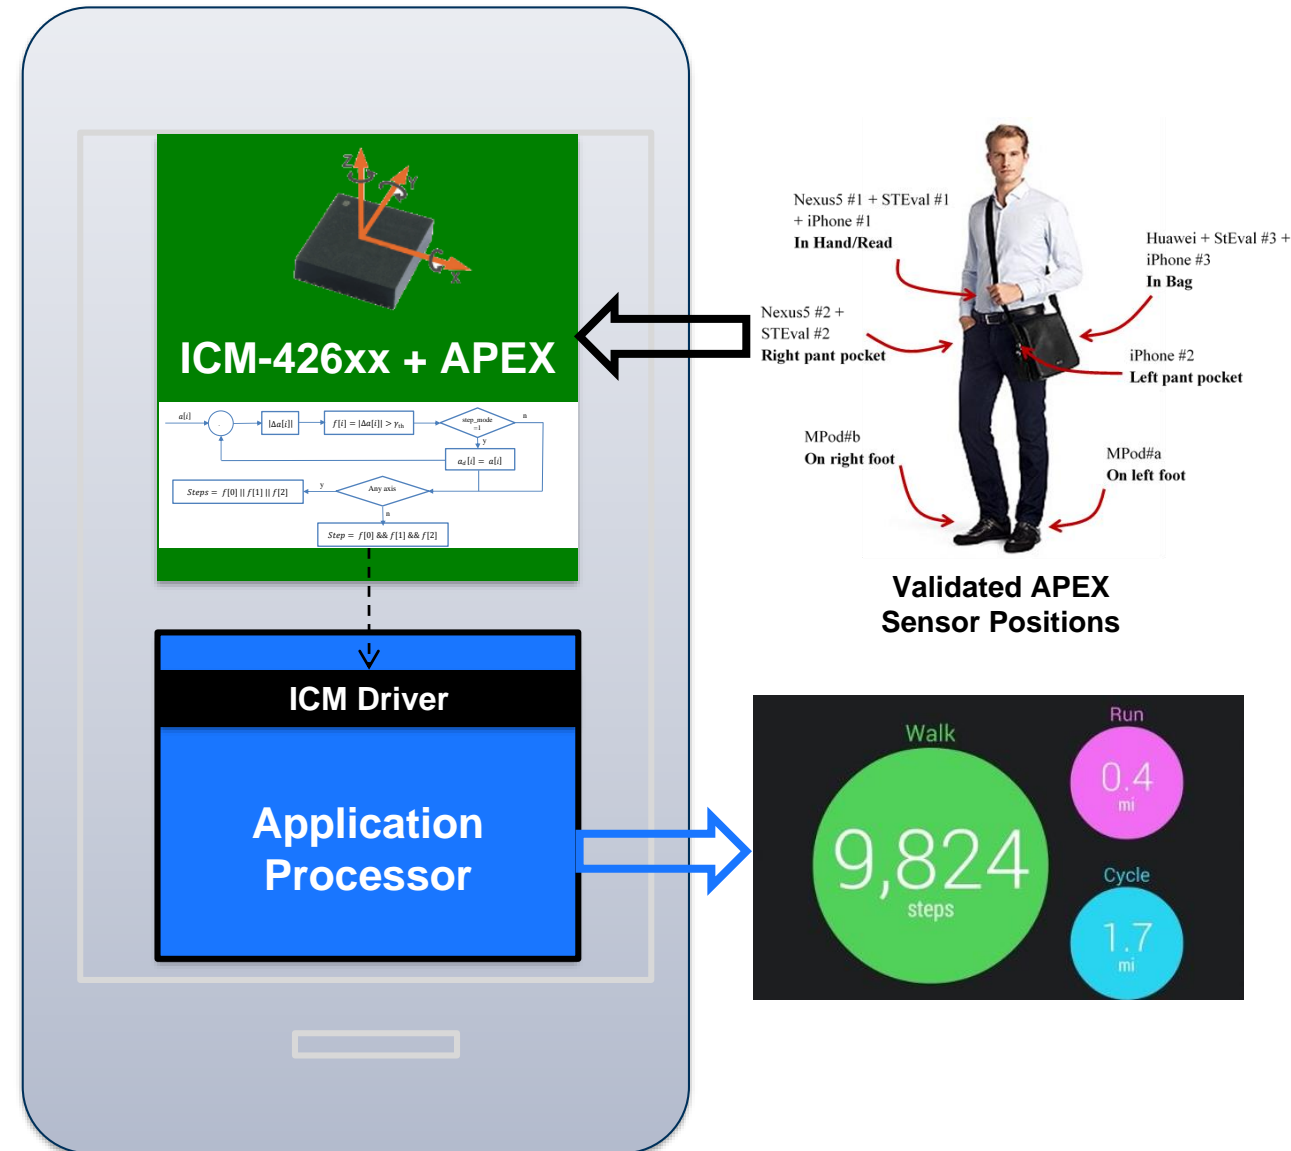 Z
Y
X
ICM-426xx + APEX
a[i]
|Δa[i]|
f[i] = |Δa[i]| > γth
step_mode
=1
n
y
a_d[i] = a[i]
Any axis
y
Steps = f[0] || f[1] || f[2]
n
Step = f[0] && f[1] && f[2]
ICM Driver
Application
Processor
Nexus5 #1 + STEval #1
+ iPhone #1
In Hand/Read
Huawei + StEval #3 +
iPhone #3
In Bag
Nexus5 #2 +
STEval #2
Right pant pocket
iPhone #2
Left pant pocket
MPod#b
On right foot
MPod#a
On left foot
Validated APEX
Sensor Positions
Walk
9,824
steps
Run
0.4
mi
Cycle
1.7
mi